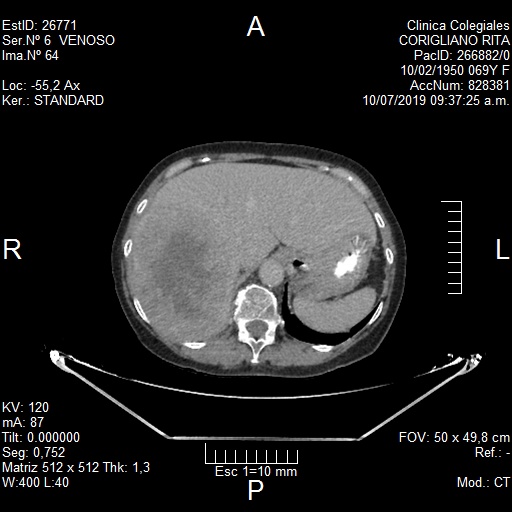 EstID: 26771
Ser.Nº 6  VENOSO
Ima.Nº 64
Loc: -55,2 Ax
Ker.: STANDARD
A
Clinica Colegiales
CORIGLIANO RITA
PacID: 266882/0
10/02/1950 069Y F
AccNum: 828381
10/07/2019 09:37:25 a.m.
R
L
KV: 120
mA: 87
Tilt: 0.000000
Seg: 0,752
Matriz 512 x 512 Thk: 1,3
W:400 L:40
Esc 1=10 mm
P
FOV: 50 x 49,8 cm
Ref.: -
Mod.: CT